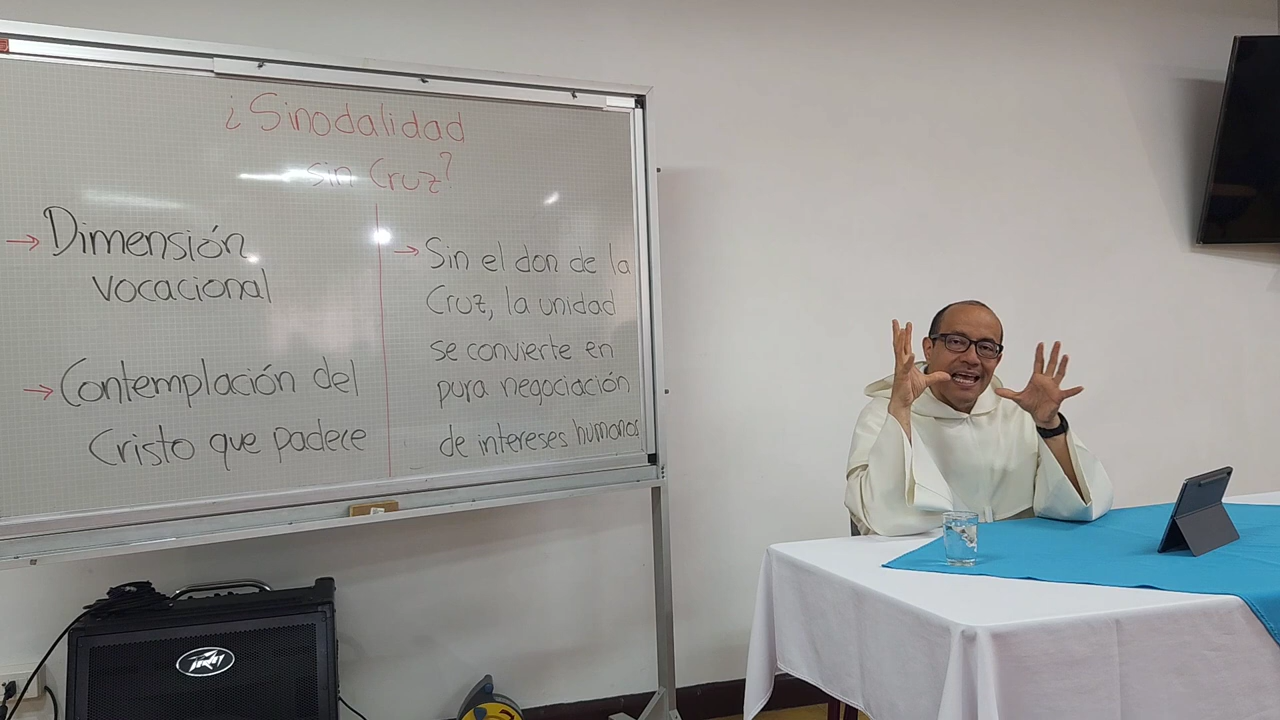 ¿Sinodalidad
sin Cruz?
→ Dimensión
vocacional
→ Contemplación del
Cristo que padece
→ Sin el don de la
Cruz, la unidad
se convierte en
pura negociación
de intereses humanos
PEAVEY